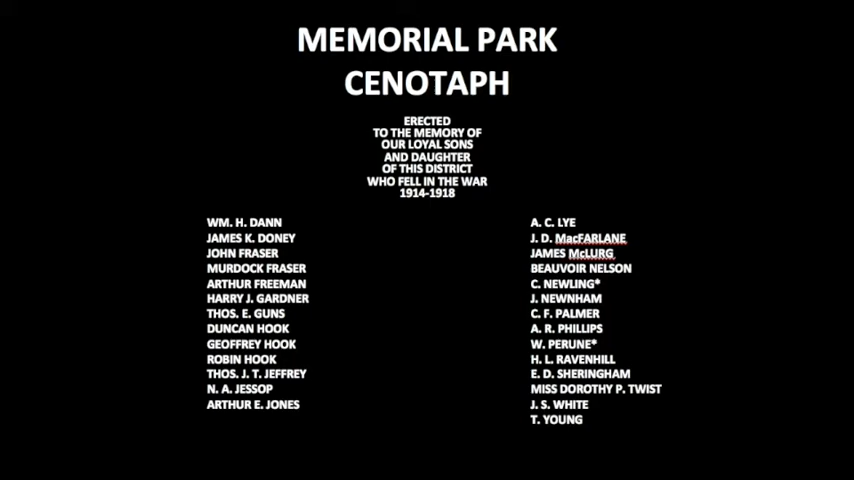 MEMORIAL PARK
CENOTAPH
ERECTED
TO THE MEMORY OF
OUR LOYAL SONS
AND DAUGHTER
OF THIS DISTRICT
WHO FELL IN THE WAR
1914-1918
WM. H. DANN
JAMES K. DONEY
JOHN FRASER
MURDOCK FRASER
ARTHUR FREEMAN
HARRY J. GARDNER
THOS. E. GUNS
DUNCAN HOOK
GEOFFREY HOOK
ROBIN HOOK
THOS. J. T. JEFFREY
N. A. JESSOP
ARTHUR E. JONES
A. C. LYE
J. D. MacFARLANE
JAMES McLURG
BEAUVOIR NELSON
C. NEWLING*
J. NEWNHAM
C. F. PALMER
A. R. PHILLIPS
W. PERUNE*
H. L. RAVENHILL
E. D. SHERINGHAM
MISS DOROTHY P. TWIST
J. S. WHITE
T. YOUNG